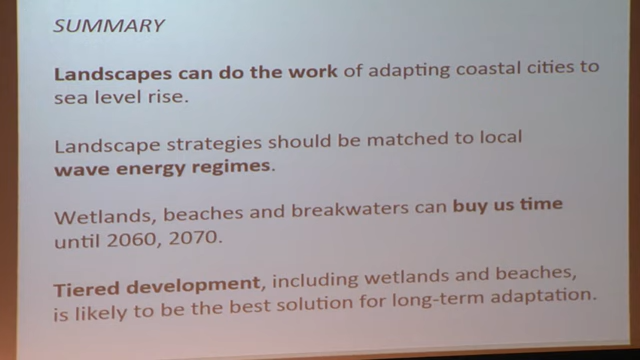 SUMMARY
Landscapes can do the work of adapting coastal cities to
sea level rise.
Landscape strategies should be matched to local
wave energy regimes.
Wetlands, beaches and breakwaters can buy us time
until 2060, 2070.
Tiered development, including wetlands and beaches,
is likely to be the best solution for long-term adaptation.